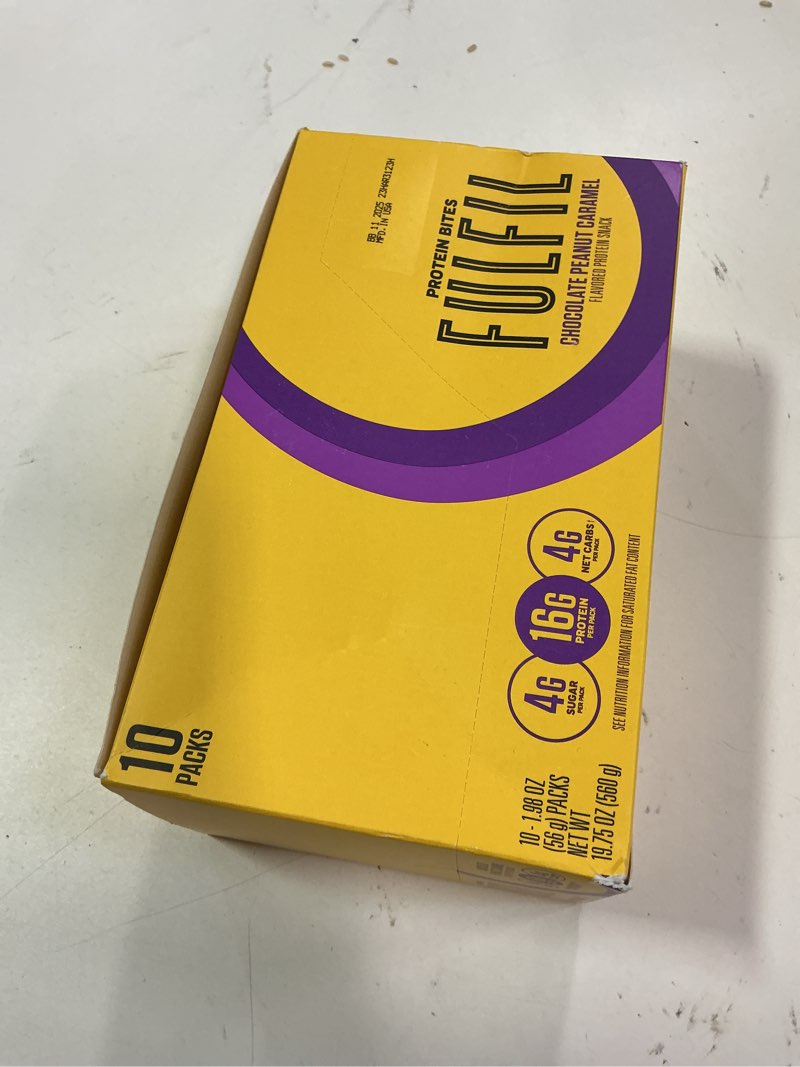 BB 11 2025 23HAR3123H
MFD. IN USA
PROTEIN BITES
FULFIL
CHOCOLATE PEANUT CARAMEL
FLAVORED PROTEIN SNACK
4G
SUGAR
PER PACK
16G
PROTEIN
PER PACK
4G
NET CARBS†
PER PACK
SEE NUTRITION INFORMATION FOR SATURATED FAT CONTENT
10
PACKS
10 - 1.98 OZ
(56 g) PACKS
NET WT
19.75 OZ (560 g)